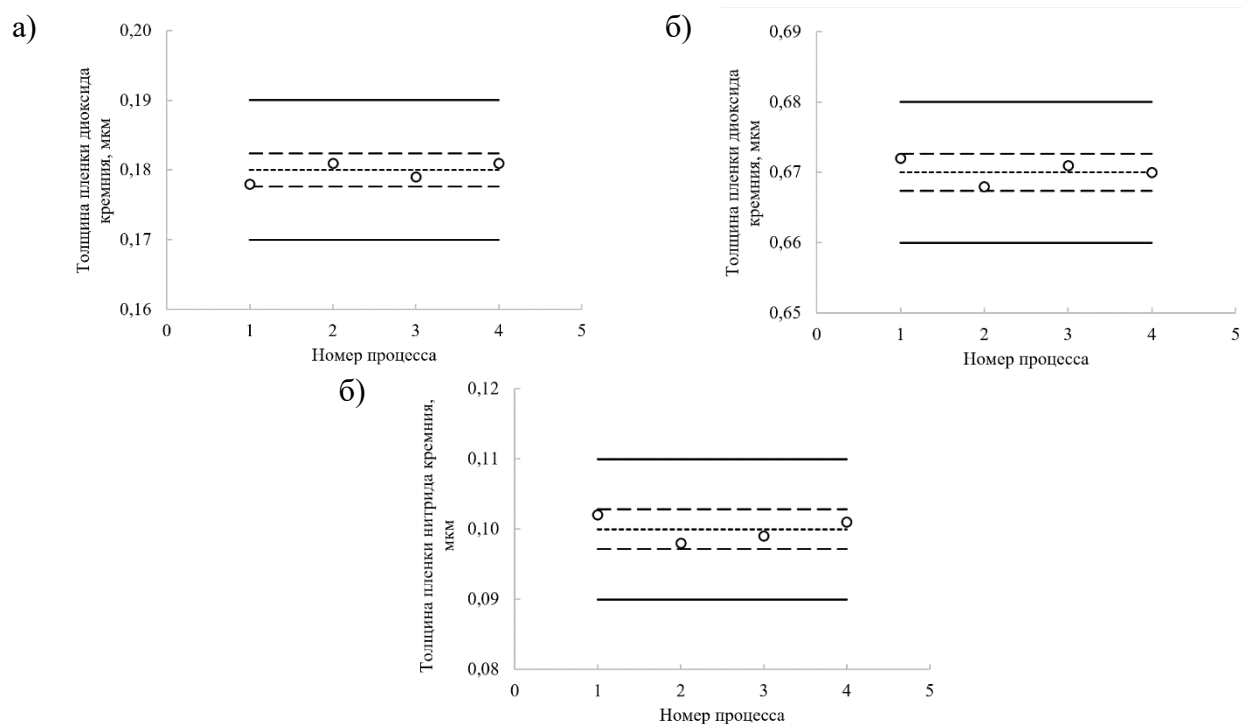 а)
Толщина пленки диоксида
кремния, мкм
0,20
0,19
0,18
0,17
0,16
0 1 2 3 4 5
Номер процесса
б)
Толщина пленки диоксида
кремния, мкм
0,69
0,68
0,67
0,66
0,65
0 1 2 3 4 5
Номер процесса
б)
Толщина пленки нитрида кремния,
мкм
0,12
0,11
0,10
0,09
0,08
0 1 2 3 4 5
Номер процесса